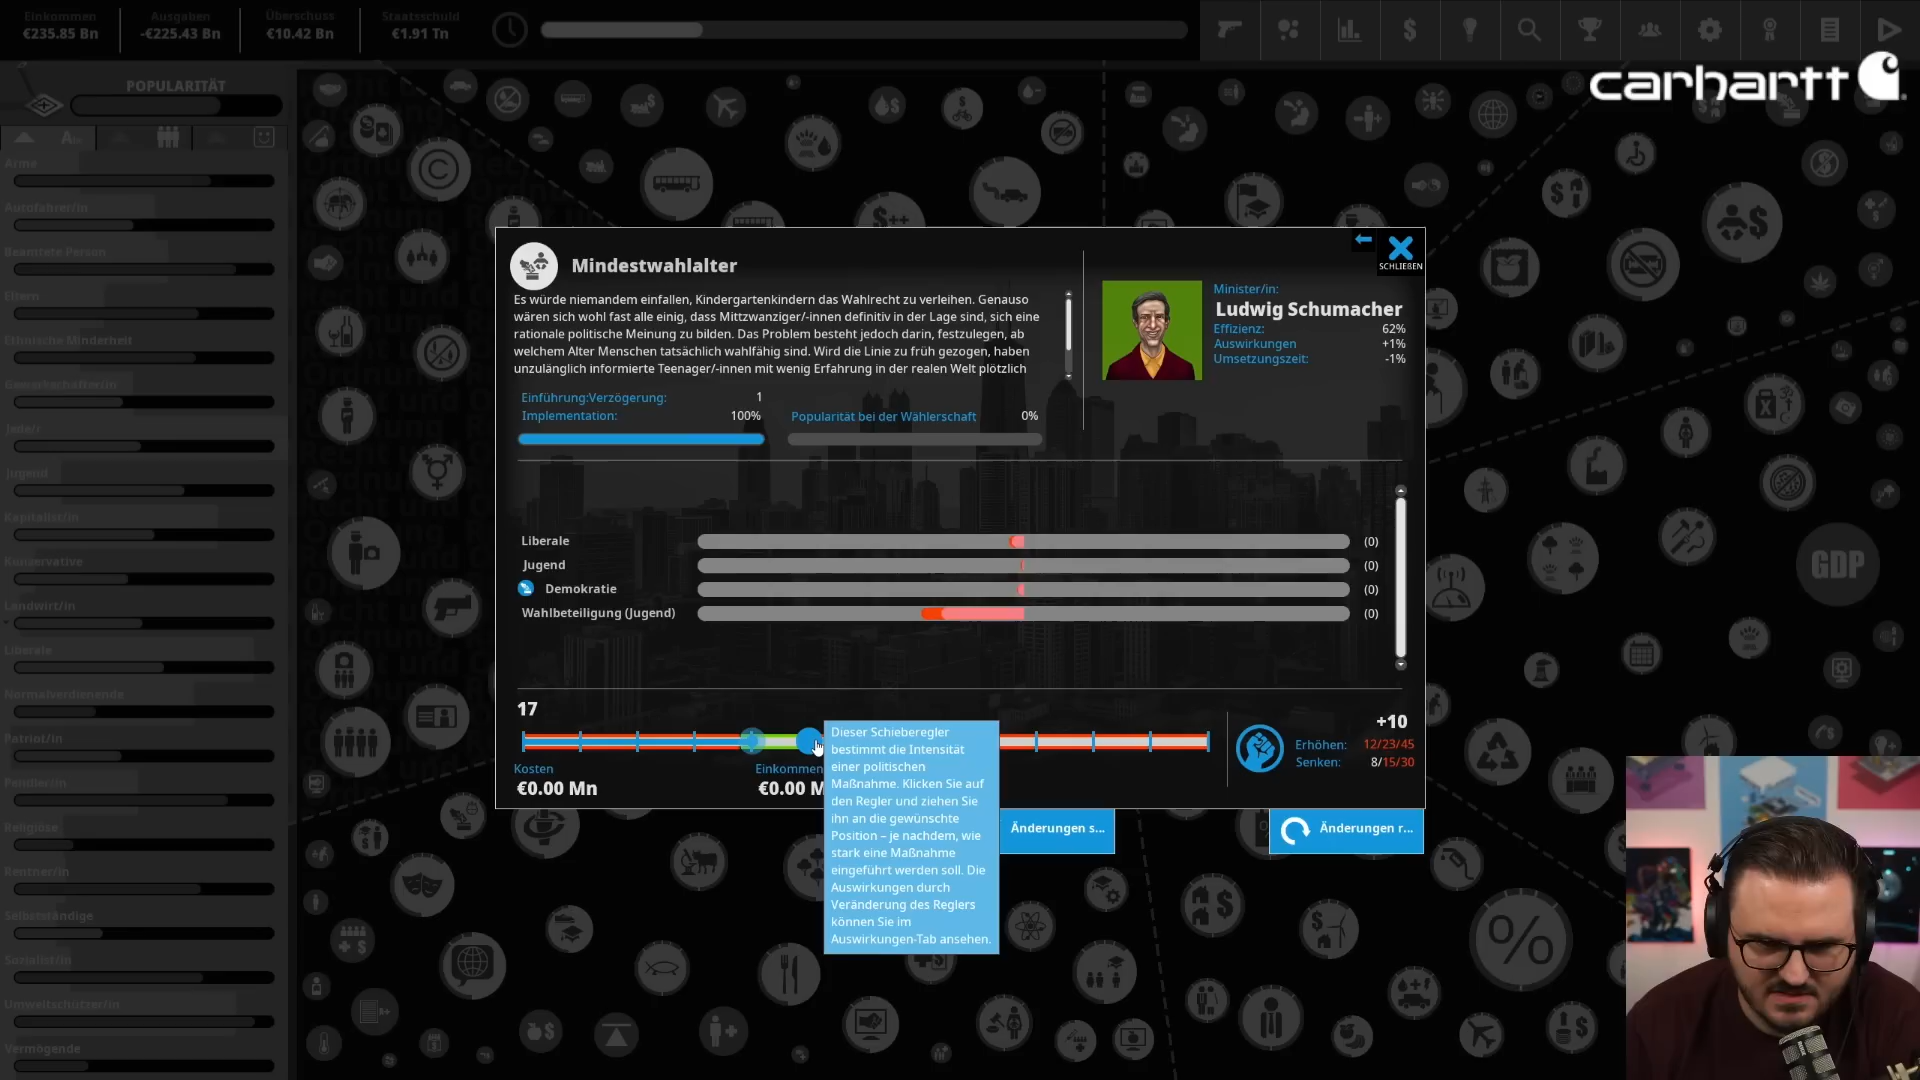 Einkommen
€235.85 Bn
Ausgaben
-€225.43 Bn
Überschuss
€10.42 Bn
Staatsschuld
€1.91 Tn
carhartt
POPULARITÄT
Arme
Autofahrer/in
Beamtete Person
Eltern
Ethnische Minderheit
Gewerkschafter/in
Jede/r
Jugend
Kapitalist/in
Konservative
Landwirt/in
Liberale
Normalverdienende
Patriot/in
Pendler/in
Religiöse
Rentner/in
Selbstständige
Sozialist/in
Umweltschützer/in
Vermögende
Mindestwahlalter
SCHLIEßEN
Es würde niemandem einfallen, Kindergartenkindern das Wahlrecht zu verleihen. Genauso
wären sich wohl fast alle einig, dass Mittzwanziger/-innen definitiv in der Lage sind, sich eine
rationale politische Meinung zu bilden. Das Problem besteht jedoch darin, festzulegen, ab
welchem Alter Menschen tatsächlich wahlfähig sind. Wird die Linie zu früh gezogen, haben
unzulänglich informierte Teenager/-innen mit wenig Erfahrung in der realen Welt plötzlich
Minister/in:
Ludwig Schumacher
Effizienz: 62%
Auswirkungen +1%
Umsetzungszeit: -1%
Einführung:Verzögerung: 1
Implementation: 100%
Popularität bei der Wählerschaft 0%
Liberale (0)
Jugend (0)
Demokratie (0)
Wahlbeteiligung (Jugend) (0)
17
Kosten
€0.00 Mn
Einkommen
€0.00 M
Dieser Schieberegler
bestimmt die Intensität
einer politischen
Maßnahme. Klicken Sie auf
den Regler und ziehen Sie
ihn an die gewünschte
Position – je nachdem, wie
stark eine Maßnahme
eingeführt werden soll. Die
Auswirkungen durch
Veränderung des Reglers
können Sie im
Auswirkungen-Tab ansehen.
+10
Erhöhen: 12/23/45
Senken: 8/15/30
Änderungen s...
Änderungen r...
GDP